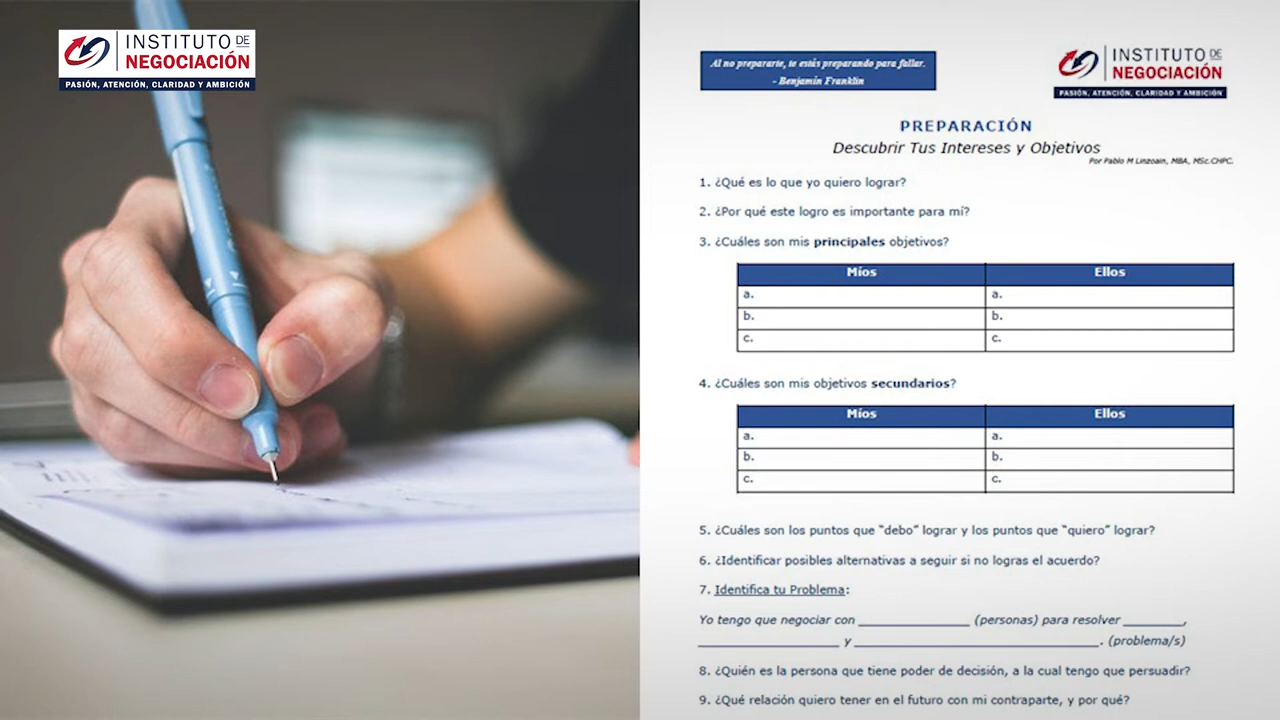 INSTITUTO DE
NEGOCIACIÓN
PASIÓN, ATENCIÓN, CLARIDAD Y AMBICIÓN
Al no prepararte, te estás preparando para fallar.
- Benjamin Franklin
INSTITUTO DE
NEGOCIACIÓN
PASIÓN, ATENCIÓN, CLARIDAD Y AMBICIÓN
PREPARACIÓN
Descubrir Tus Intereses y Objetivos
Por Pablo M Linzoain, MBA, MSc.CHPC.
1. ¿Qué es lo que yo quiero lograr?
2. ¿Por qué este logro es importante para mí?
3. ¿Cuáles son mis principales objetivos?
Míos Ellos
a. a.
b. b.
c. c.
4. ¿Cuáles son mis objetivos secundarios?
Míos Ellos
a. a.
b. b.
c. c.
5. ¿Cuáles son los puntos que “debo” lograr y los puntos que “quiero” lograr?
6. ¿Identificar posibles alternativas a seguir si no logras el acuerdo?
7. Identifica tu Problema:
Yo tengo que negociar con ________________ (personas) para resolver _________,
____________________ y ___________________________________. (problema/s)
8. ¿Quién es la persona que tiene poder de decisión, a la cual tengo que persuadir?
9. ¿Qué relación quiero tener en el futuro con mi contraparte, y por qué?